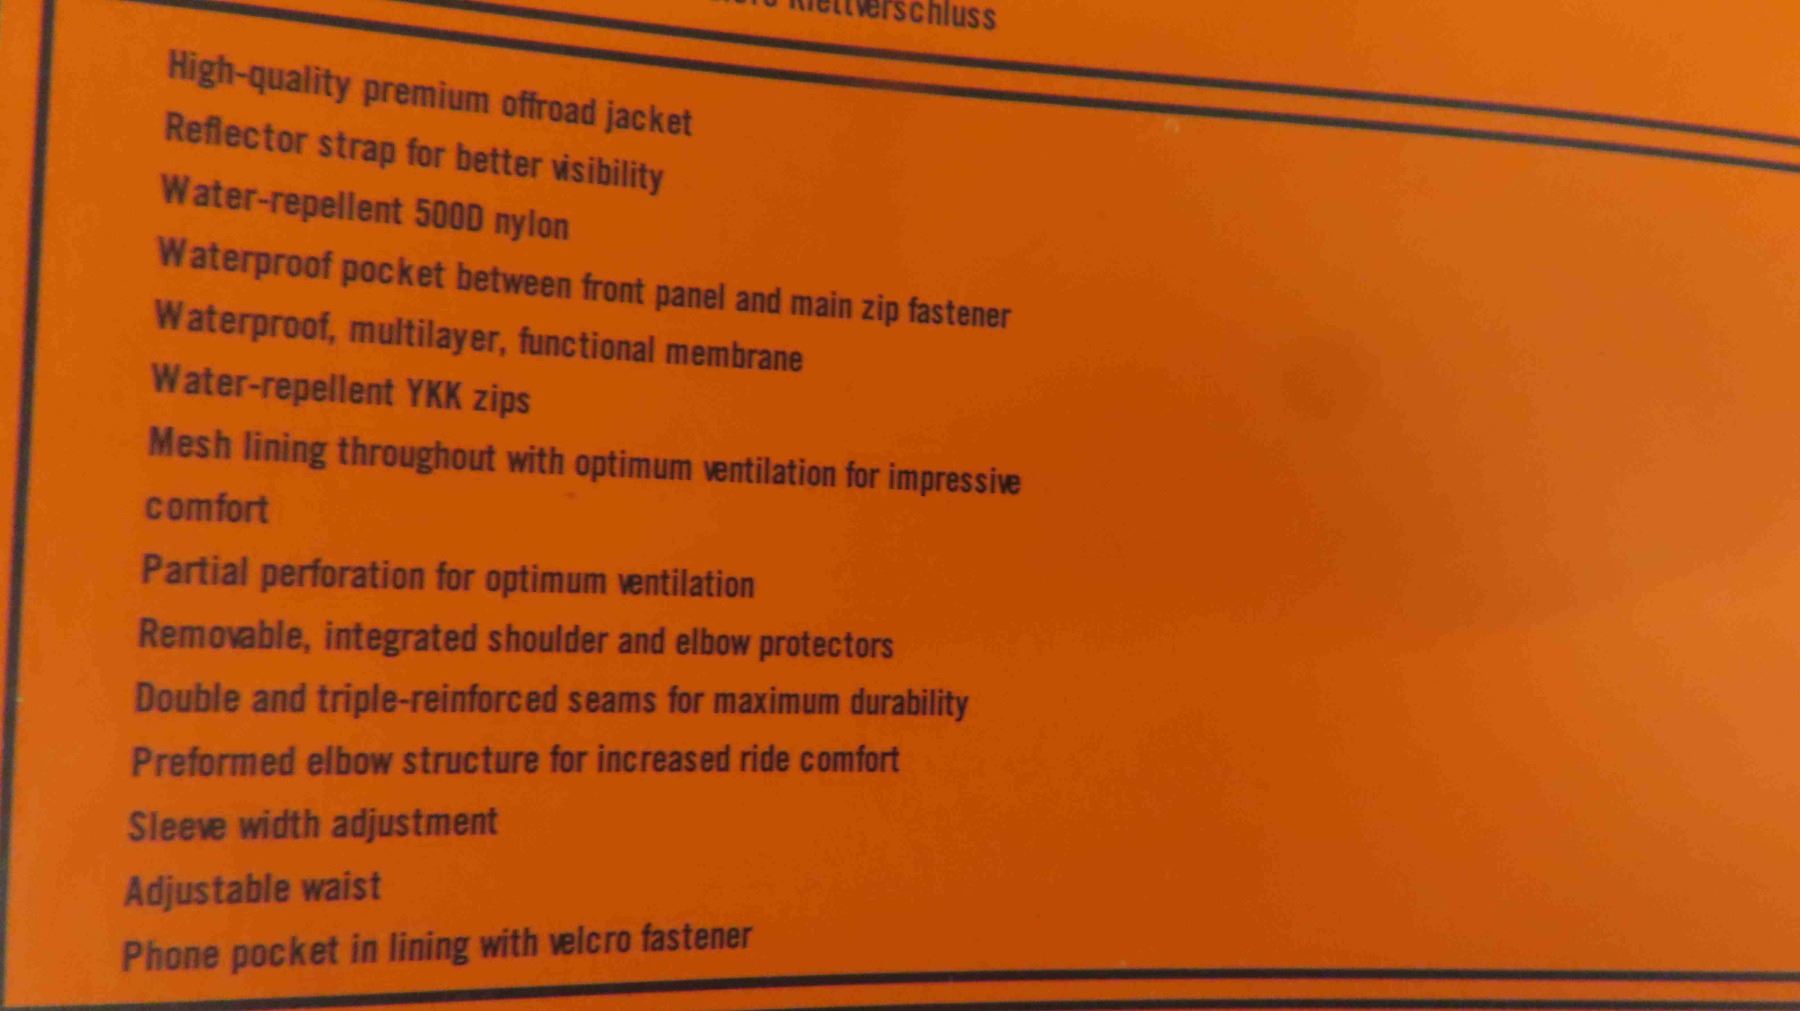 Klettverschluss
High-quality premium offroad jacket
Reflector strap for better visibility
Water-repellent 500D nylon
Waterproof pocket between front panel and main zip fastener
Waterproof, multilayer, functional membrane
Water-repellent YKK zips
Mesh lining throughout with optimum ventilation for impressive
comfort
Partial perforation for optimum ventilation
Removable, integrated shoulder and elbow protectors
Double and triple-reinforced seams for maximum durability
Preformed elbow structure for increased ride comfort
Sleeve width adjustment
Adjustable waist
Phone pocket in lining with velcro fastener